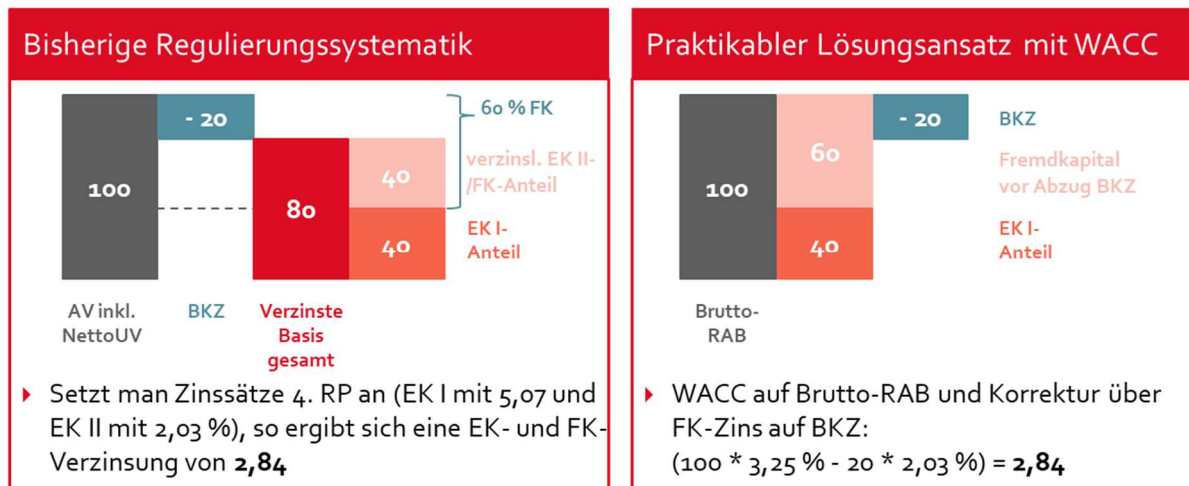 Bisherige Regulierungssystematik
- 20
60 % FK
100
80
40
verzinsl. EK II-
/FK-Anteil
40
EK I-
Anteil
AV inkl.
NettoUV
BKZ
Verzinste
Basis
gesamt
Setzt man Zinssätze 4. RP an (EK I mit 5,07 und
EK II mit 2,03 %), so ergibt sich eine EK- und FK-
Verzinsung von 2,84
Praktikabler Lösungsansatz mit WACC
100
60
- 20
BKZ
Fremdkapital
vor Abzug BKZ
40
EK I-
Anteil
Brutto-
RAB
WACC auf Brutto-RAB und Korrektur über
FK-Zins auf BKZ:
(100 * 3,25 % - 20 * 2,03 %) = 2,84